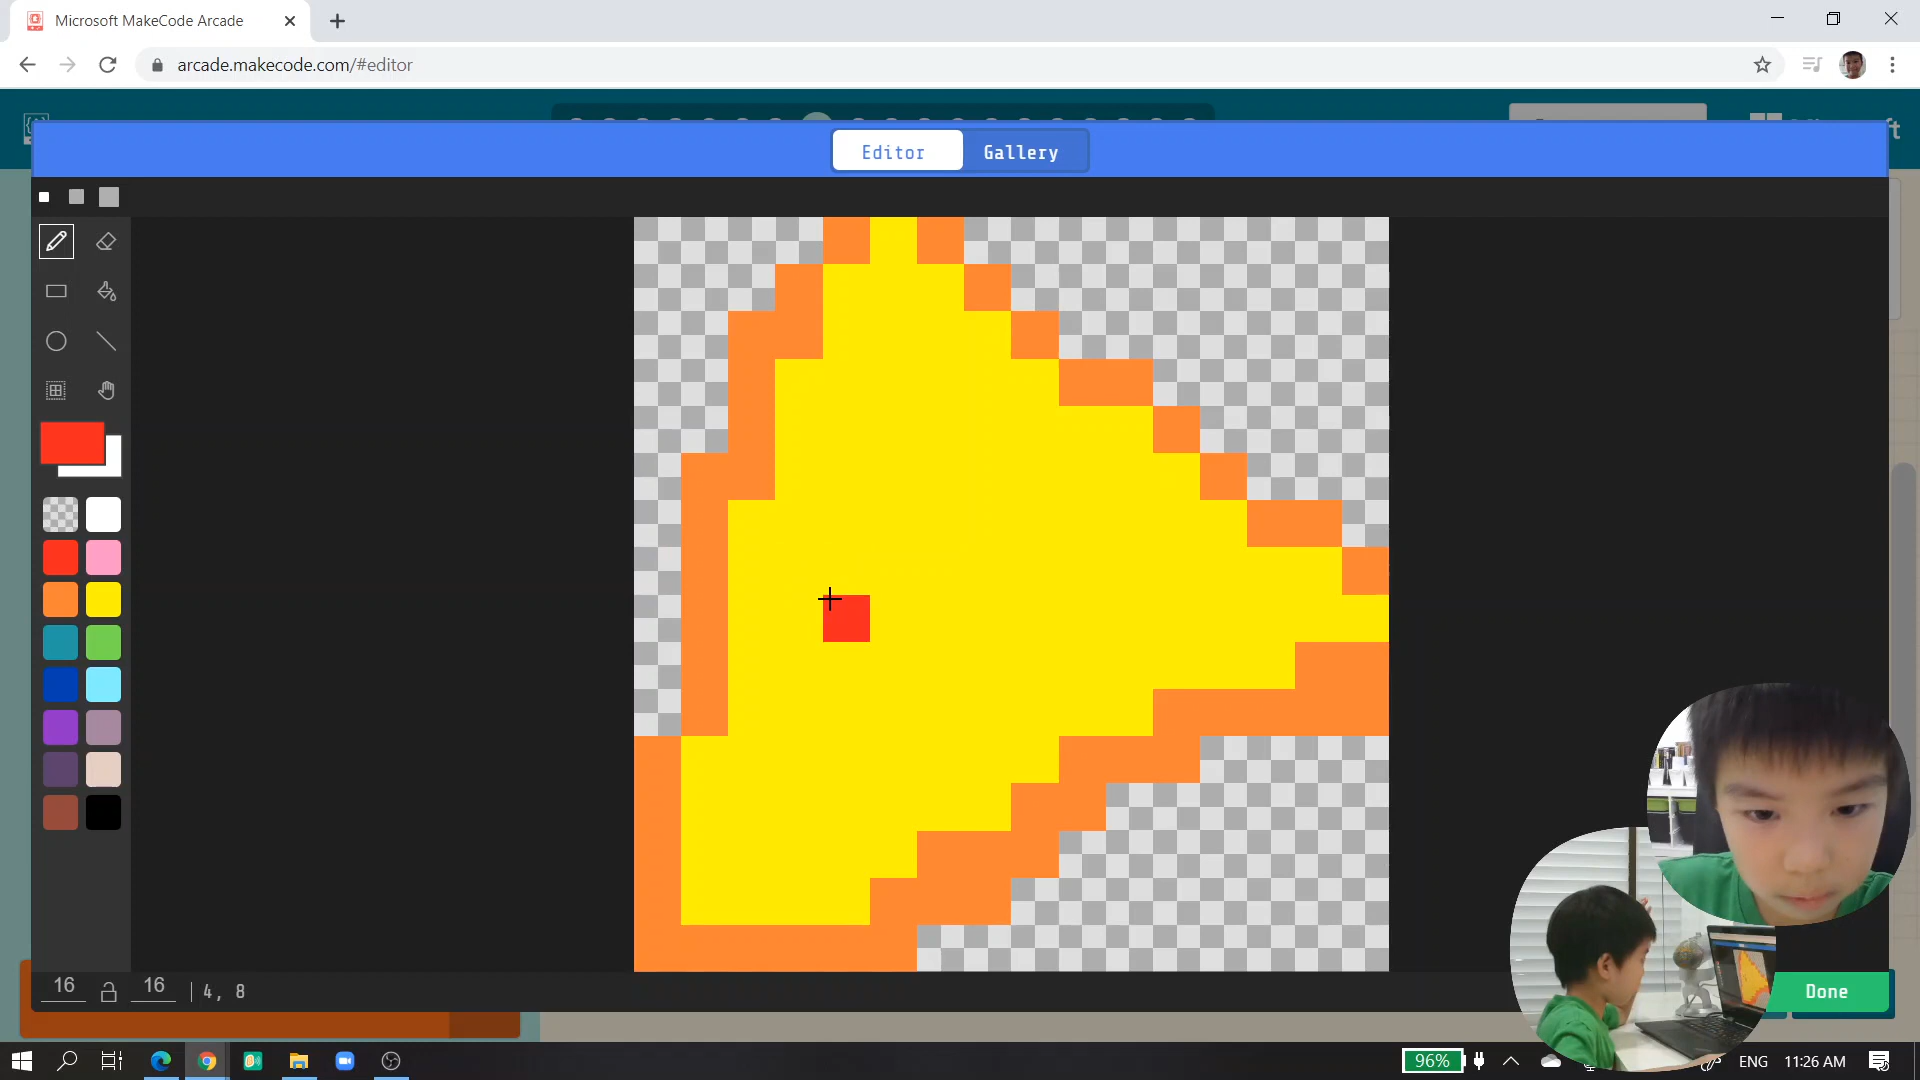 Microsoft MakeCode Arcade
arcade.makecode.com/#editor
Editor
Gallery
16
16
4, 8
Done
96%
ENG
11:26 AM